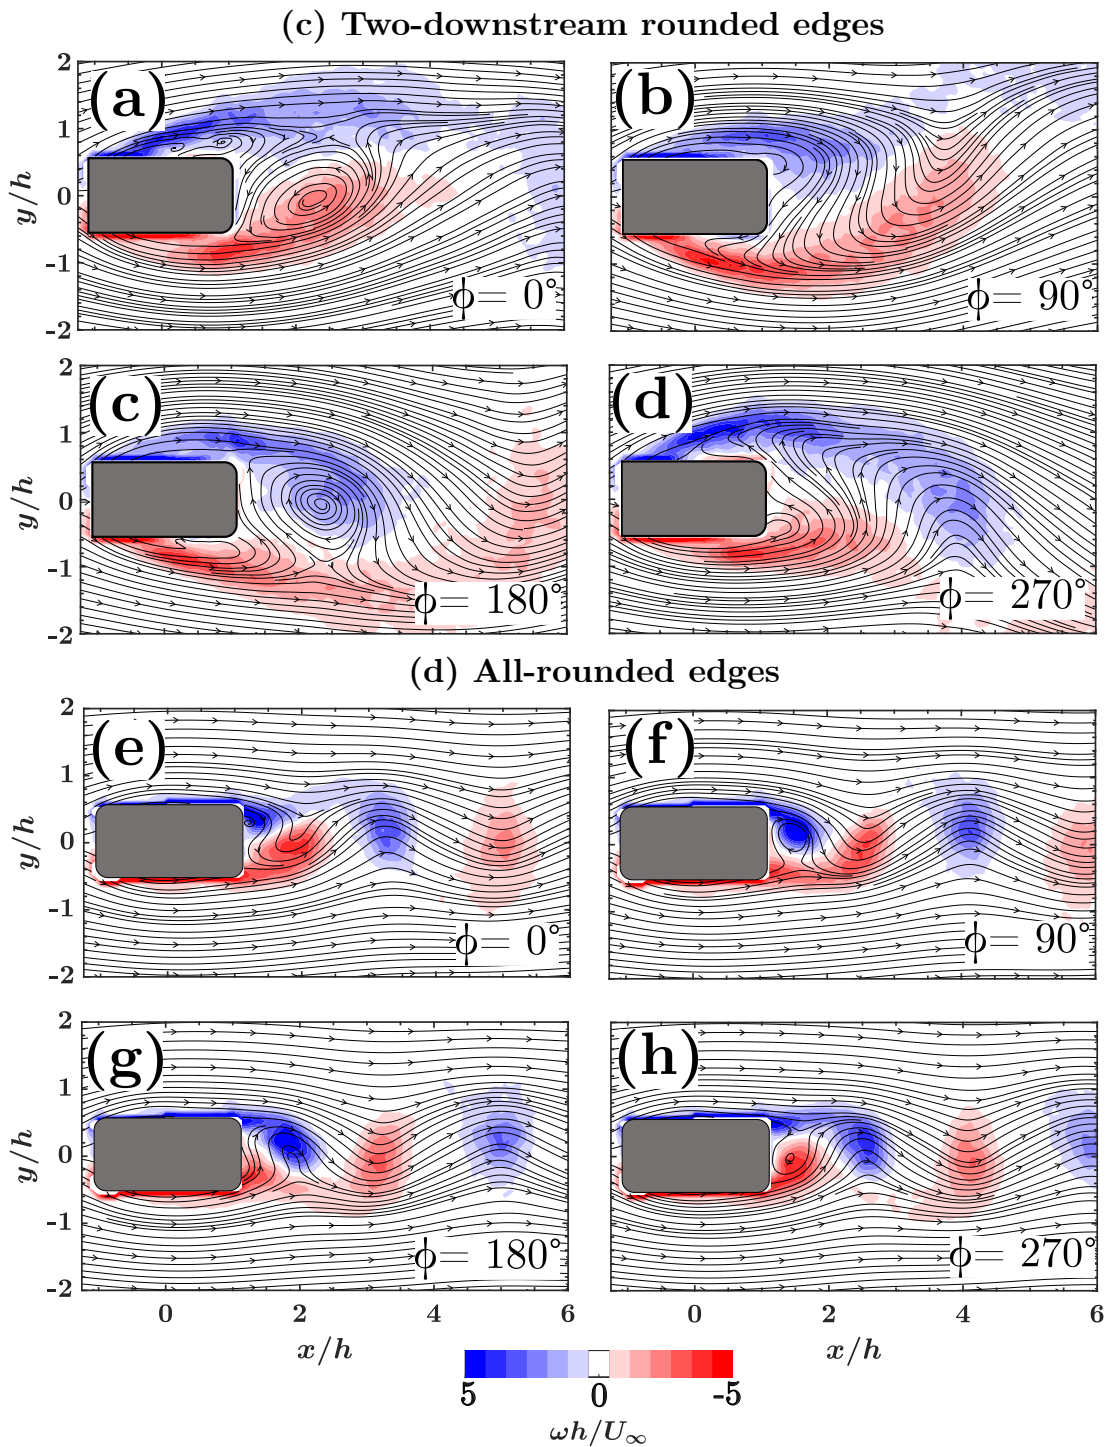 (c) Two-downstream rounded edges
(a)
(b)
2
1
0
-1
-2
y/h
ϕ= 0°
ϕ= 90°
(c)
(d)
2
1
0
-1
-2
y/h
ϕ= 180°
ϕ= 270°
(d) All-rounded edges
(e)
(f)
2
1
0
-1
-2
y/h
ϕ= 0°
ϕ= 90°
(g)
(h)
2
1
0
-1
-2
y/h
ϕ= 180°
ϕ= 270°
0 2 4 6
0 2 4 6
x/h
x/h
5 0 -5
ωh/U∞